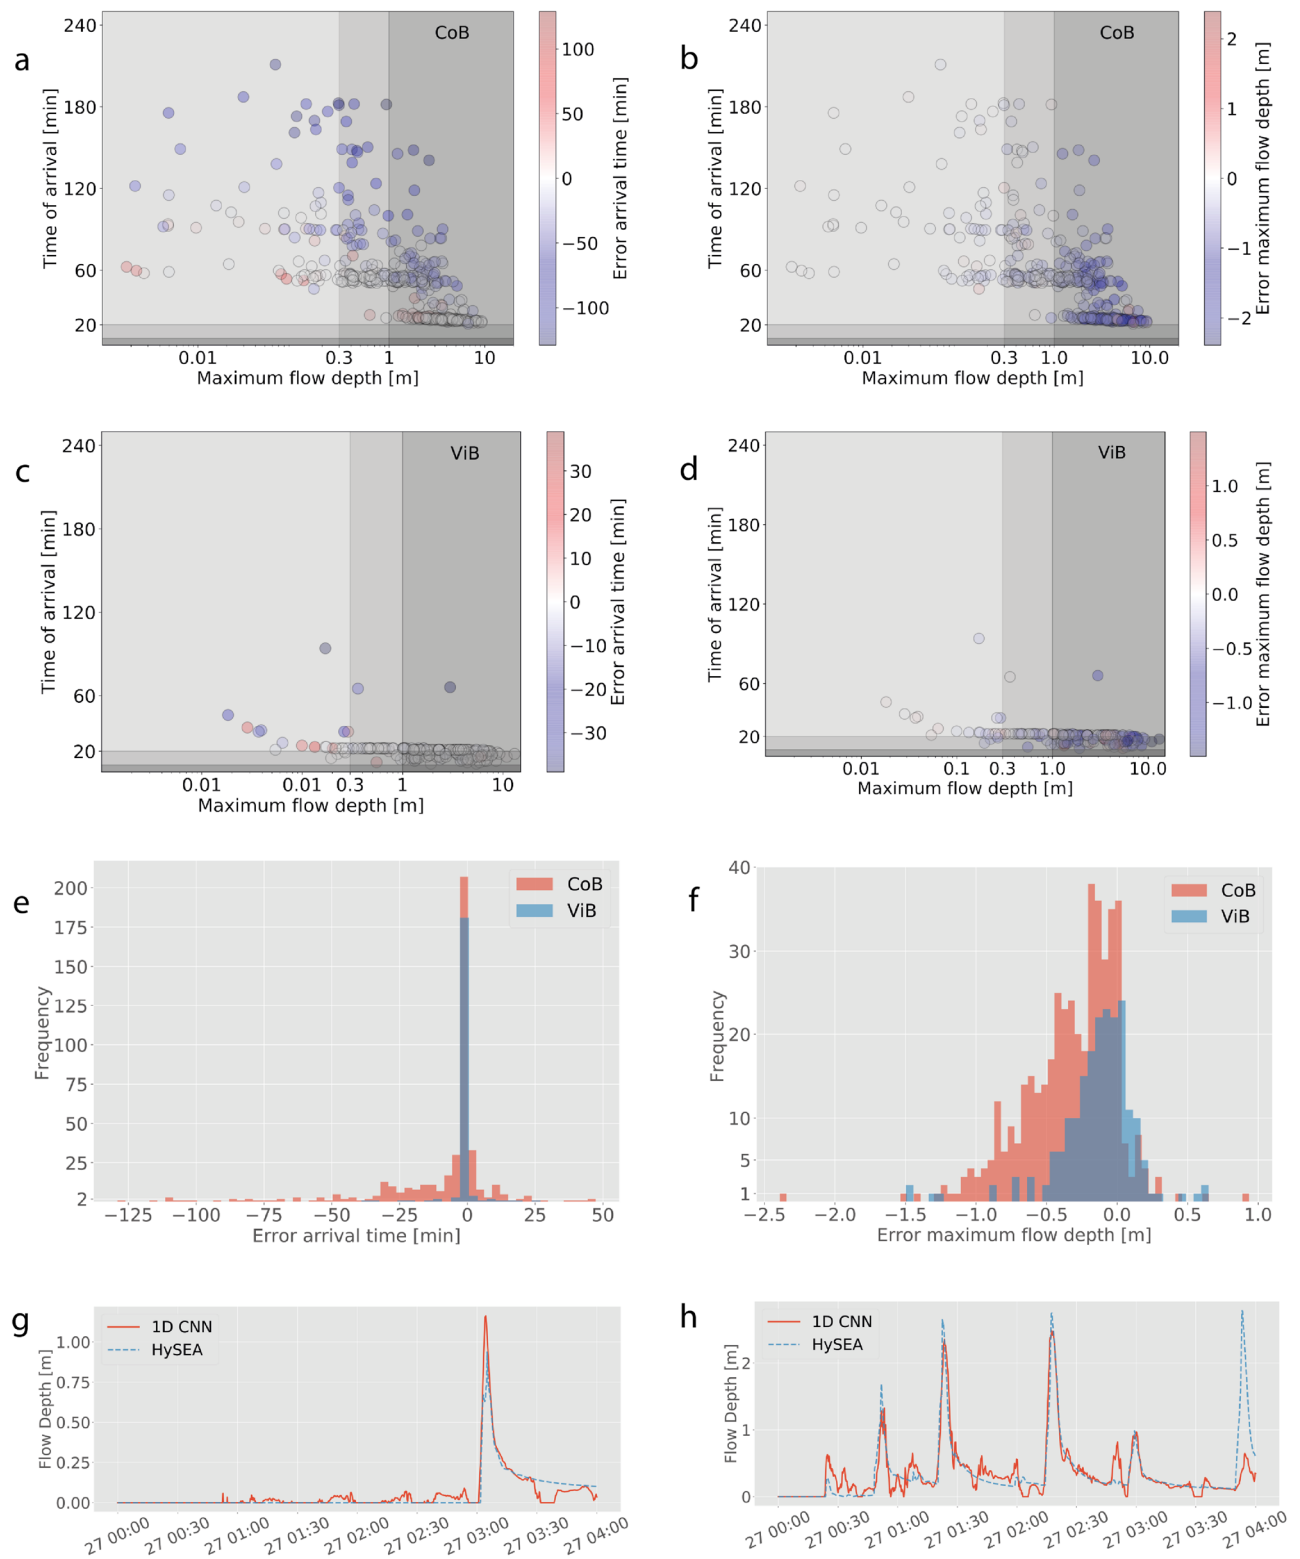 a
CoB
240
180
120
60
20
Time of arrival [min]
0.01 0.3 1 10
Maximum flow depth [m]
100
50
0
−50
−100
Error arrival time [min]
b
CoB
240
180
120
60
20
Time of arrival [min]
0.01 0.3 1.0 10.0
Maximum flow depth [m]
2
1
0
−1
−2
Error maximum flow depth [m]
c
ViB
240
180
120
60
20
Time of arrival [min]
0.01 0.01 0.3 1 10
Maximum flow depth [m]
30
20
10
0
−10
−20
−30
Error arrival time [min]
d
ViB
240
180
120
60
20
Time of arrival [min]
0.01 0.1 0.3 1.0 10.0
Maximum flow depth [m]
1.0
0.5
0.0
−0.5
−1.0
Error maximum flow depth [m]
e
CoB
ViB
200
175
150
125
100
75
50
25
2
Frequency
−125 −100 −75 −50 −25 0 25 50
Error arrival time [min]
f
CoB
ViB
40
30
20
10
5
1
Frequency
−2.5 −2.0 −1.5 −1.0 −0.5 0.0 0.5 1.0
Error maximum flow depth [m]
g
1D CNN
HySEA
1.00
0.75
0.50
0.25
0.00
Flow Depth [m]
27 00:00 27 00:30 27 01:00 27 01:30 27 02:00 27 02:30 27 03:00 27 03:30 27 04:00
h
1D CNN
HySEA
2
1
0
Flow Depth [m]
27 00:00 27 00:30 27 01:00 27 01:30 27 02:00 27 02:30 27 03:00 27 03:30 27 04:00